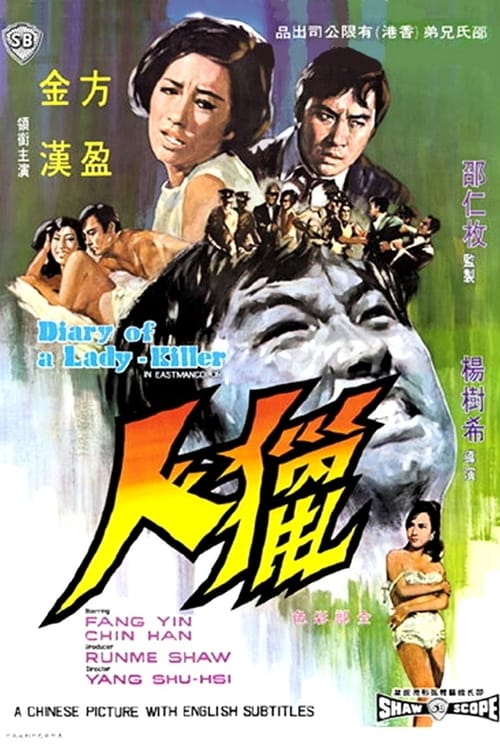 SB
邵氏兄弟(香港)有限公司出品
方盈
金漢
領銜主演
邵仁枚
監製
楊樹希
導演
Diary of
a Lady-Killer
IN EASTMANCOLOR
獵人
全部彩色
Starring
FANG YIN
CHIN HAN
Producer
RUNME SHAW
Director
YANG SHU-HSI
SHAW SB SCOPE
A CHINESE PICTURE WITH ENGLISH SUBTITLES